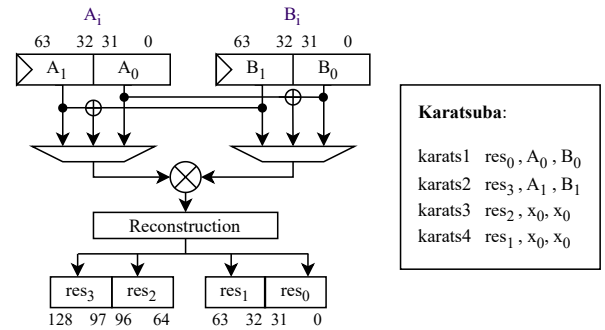 A_i B_i
63 32 31 0 63 32 31 0
A_1 A_0 B_1 B_0
Reconstruction
res_3 res_2 res_1 res_0
128 97 96 64 63 32 31 0
Karatsuba:
karats1 res_0 , A_0 , B_0
karats2 res_3 , A_1 , B_1
karats3 res_2 , x_0, x_0
karats4 res_1 , x_0, x_0